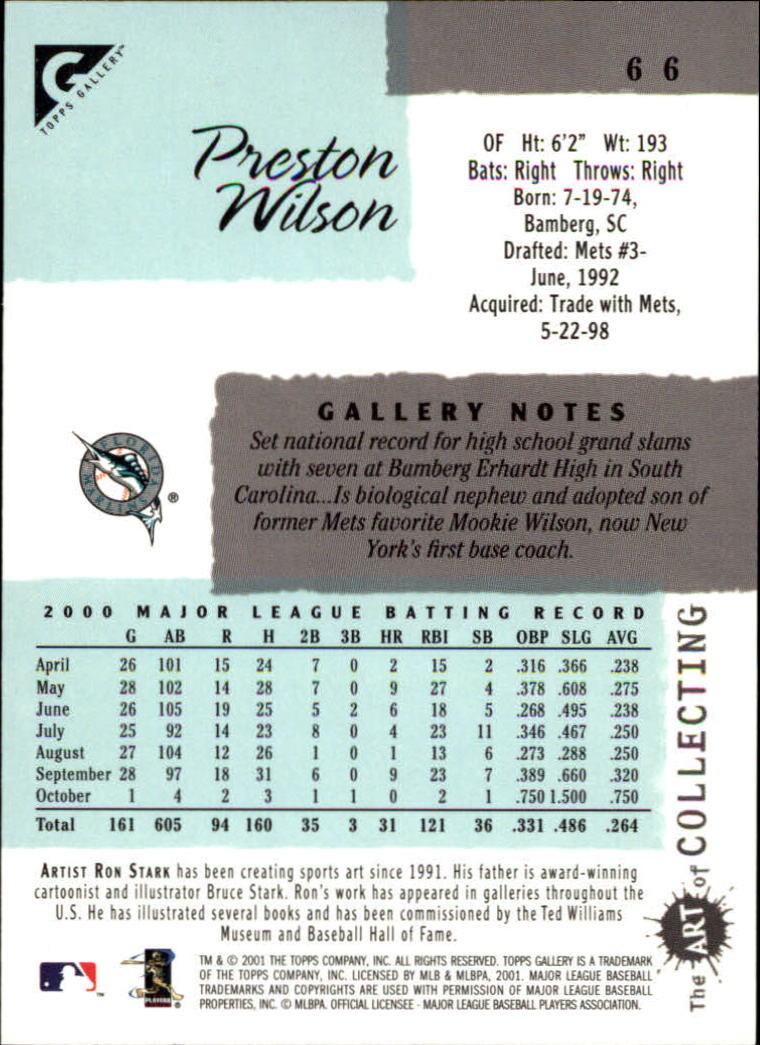 66
G
TOPPS GALLERY™
Preston
Wilson
OF Ht: 6'2" Wt: 193
Bats: Right Throws: Right
Born: 7-19-74,
Bamberg, SC
Drafted: Mets #3-
June, 1992
Acquired: Trade with Mets,
5-22-98
GALLERY NOTES
Set national record for high school grand slams
with seven at Bamberg Erhardt High in South
Carolina...Is biological nephew and adopted son of
former Mets favorite Mookie Wilson, now New
York's first base coach.
FLORIDA
MARLINS
®
2000 MAJOR LEAGUE BATTING RECORD
G AB R H 2B 3B HR RBI SB OBP SLG AVG
April 26 101 15 24 7 0 2 15 2 .316 .366 .238
May 28 102 14 28 7 0 9 27 4 .378 .608 .275
June 26 105 19 25 5 2 6 18 5 .268 .495 .238
July 25 92 14 23 8 0 4 23 11 .346 .467 .250
August 27 104 12 26 1 0 1 13 6 .273 .288 .250
September 28 97 18 31 6 0 9 23 7 .389 .660 .320
October 1 4 2 3 1 1 0 2 1 .750 1.500 .750
Total 161 605 94 160 35 3 31 121 36 .331 .486 .264
The ART of COLLECTING
ARTIST RON STARK has been creating sports art since 1991. His father is award-winning
cartoonist and illustrator Bruce Stark. Ron's work has appeared in galleries throughout the
U.S. He has illustrated several books and has been commissioned by the Ted Williams
Museum and Baseball Hall of Fame.
TM & © 2001 THE TOPPS COMPANY, INC. ALL RIGHTS RESERVED. TOPPS GALLERY IS A TRADEMARK
OF THE TOPPS COMPANY, INC. LICENSED BY MLB & MLBPA, 2001. MAJOR LEAGUE BASEBALL
TRADEMARKS AND COPYRIGHTS ARE USED WITH PERMISSION OF MAJOR LEAGUE BASEBALL
PROPERTIES, INC. © MLBPA. OFFICIAL LICENSEE - MAJOR LEAGUE BASEBALL PLAYERS ASSOCIATION.
TM
PLAYERS
®